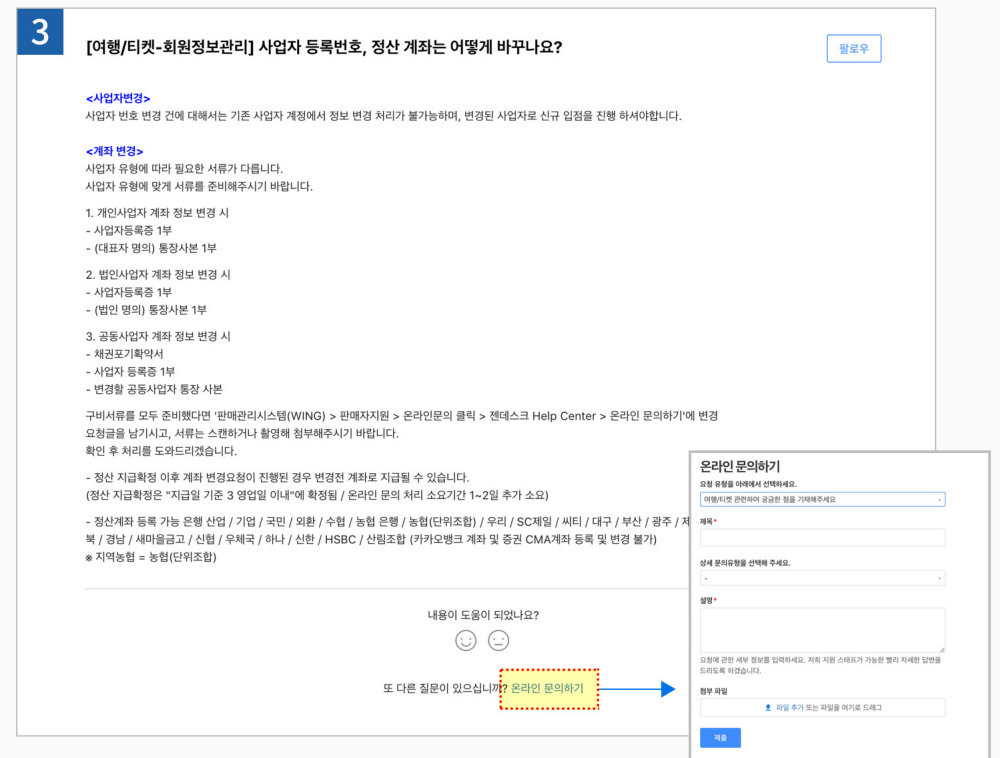 3
[여행/티켓-회원정보관리] 사업자 등록번호, 정산 계좌는 어떻게 바꾸나요?
팔로우
<사업자변경>
사업자 번호 변경 건에 대해서는 기존 사업자 계정에서 정보 변경 처리가 불가능하며, 변경된 사업자로 신규 입점을 진행 하셔야합니다.
<계좌 변경>
사업자 유형에 따라 필요한 서류가 다릅니다.
사업자 유형에 맞게 서류를 준비해주시기 바랍니다.
1. 개인사업자 계좌 정보 변경 시
- 사업자등록증 1부
- (대표자 명의) 통장사본 1부
2. 법인사업자 계좌 정보 변경 시
- 사업자등록증 1부
- (법인 명의) 통장사본 1부
3. 공동사업자 계좌 정보 변경 시
- 채권포기확약서
- 사업자 등록증 1부
- 변경할 공동사업자 통장 사본
구비서류를 모두 준비했다면 '판매관리시스템(WING) > 판매자지원 > 온라인문의 클릭 > 젠데스크 Help Center > 온라인 문의하기'에 변경
요청글을 남기시고, 서류는 스캔하거나 촬영해 첨부해주시기 바랍니다.
확인 후 처리를 도와드리겠습니다.
- 정산 지급확정 이후 계좌 변경요청이 진행된 경우 변경전 계좌로 지급될 수 있습니다.
(정산 지급확정은 "지급일 기준 3 영업일 이내"에 확정됨 / 온라인 문의 처리 소요기간 1~2일 추가 소요)
- 정산계좌 등록 가능 은행 산업 / 기업 / 국민 / 외환 / 수협 / 농협 은행 / 농협(단위조합) / 우리 / SC제일 / 씨티 / 대구 / 부산 / 광주 / 제
북 / 경남 / 새마을금고 / 신협 / 우체국 / 하나 / 신한 / HSBC / 산림조합 (카카오뱅크 계좌 및 증권 CMA계좌 등록 및 변경 불가)
※ 지역농협 = 농협(단위조합)
내용이 도움이 되었나요?
또 다른 질문이 있으십니까? 온라인 문의하기
온라인 문의하기
요청 유형을 아래에서 선택하세요.
여행/티켓 관련하여 궁금한 점을 기재해주세요
제목*
상세 문의유형을 선택해 주세요.
-
설명*
요청에 관한 세부 정보를 입력하세요. 저희 지원 스태프가 가능한 빨리 자세한 답변을
드리도록 하겠습니다.
첨부 파일
파일 추가 또는 파일을 여기로 드래그
제출